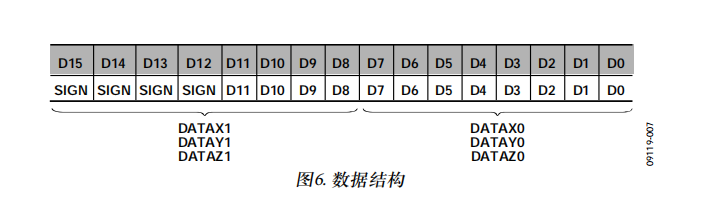 D15 D14 D13 D12 D11 D10 D9 D8 D7 D6 D5 D4 D3 D2 D1 D0
SIGN SIGN SIGN SIGN D11 D10 D9 D8 D7 D6 D5 D4 D3 D2 D1 D0
DATAX1 DATAX0
DATAY1 DATAY0
DATAZ1 DATAZ0
09119-007
图6. 数据结构